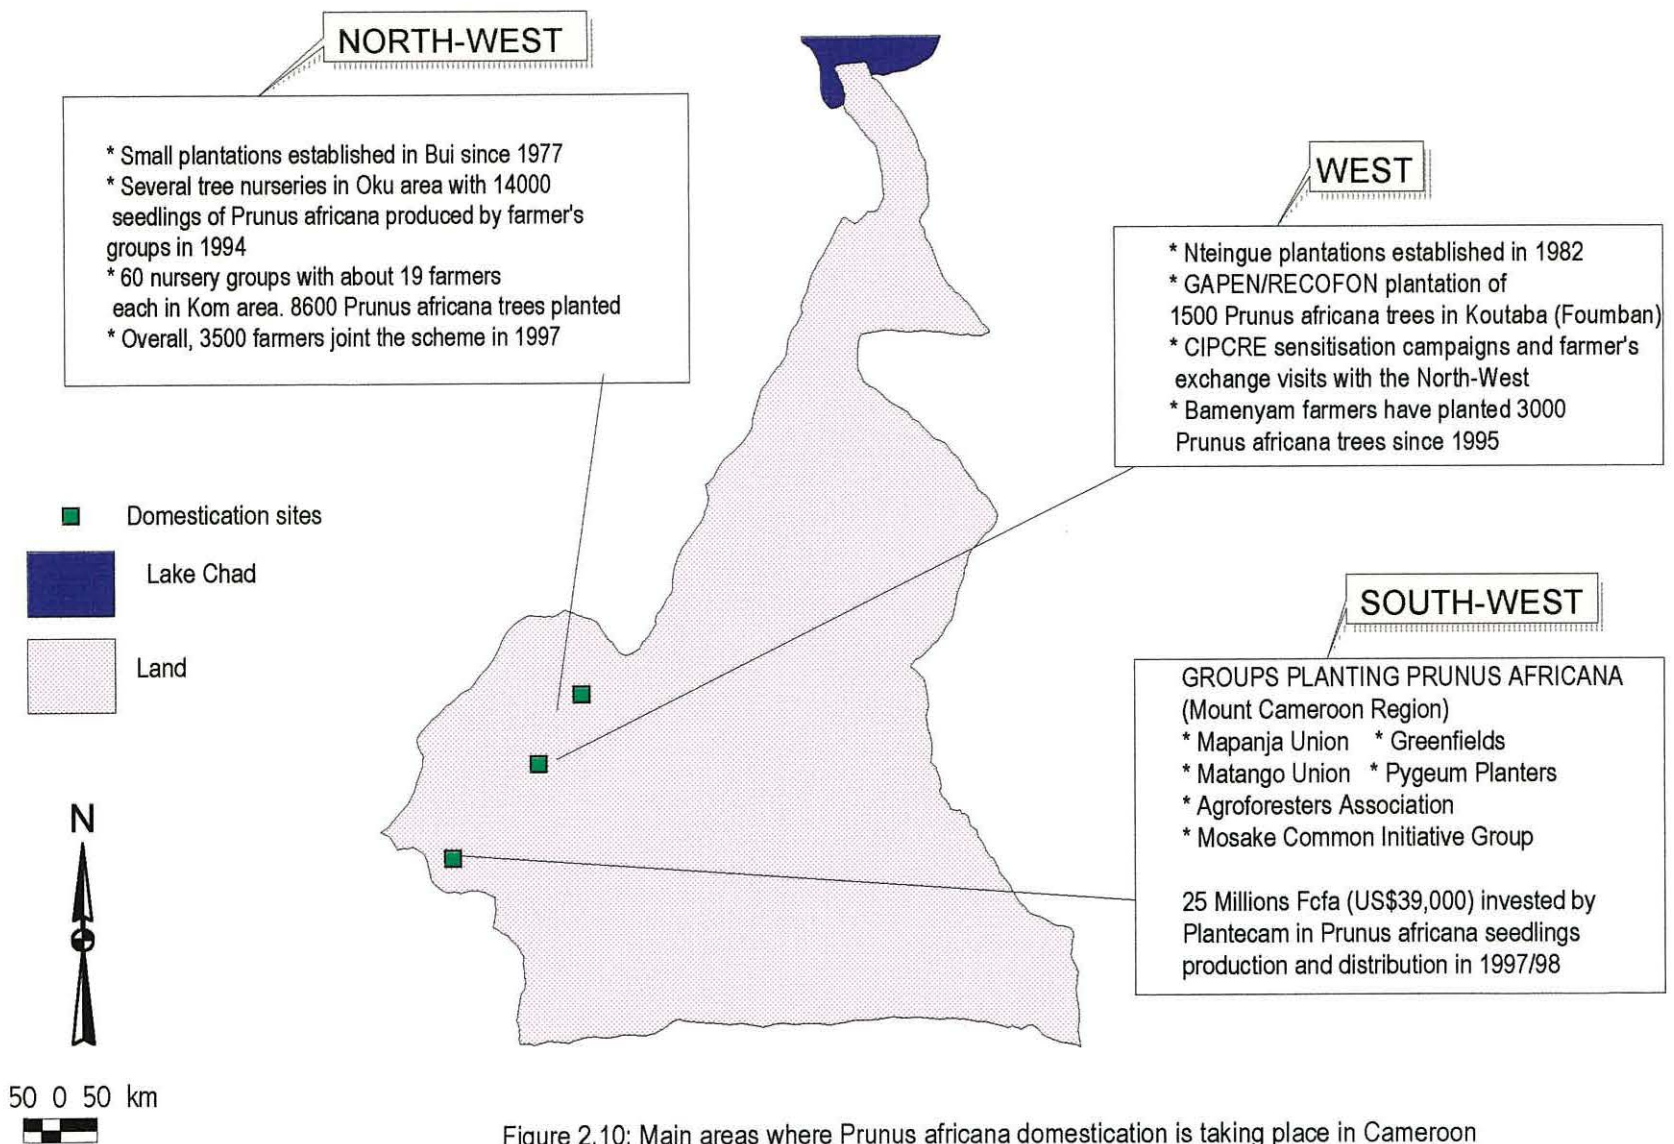 NORTH-WEST
* Small plantations established in Bui since 1977
* Several tree nurseries in Oku area with 14000
seedlings of Prunus africana produced by farmer's
groups in 1994
* 60 nursery groups with about 19 farmers
each in Kom area. 8600 Prunus africana trees planted
* Overall, 3500 farmers joint the scheme in 1997
WEST
* Nteingue plantations established in 1982
* GAPEN/RECOFON plantation of
1500 Prunus africana trees in Koutaba (Foumban)
* CIPCRE sensitisation campaigns and farmer's
exchange visits with the North-West
* Bamenyam farmers have planted 3000
Prunus africana trees since 1995
Domestication sites
Lake Chad
Land
SOUTH-WEST
GROUPS PLANTING PRUNUS AFRICANA
(Mount Cameroon Region)
* Mapanja Union * Greenfields
* Matango Union * Pygeum Planters
* Agroforesters Association
* Mosake Common Initiative Group
25 Millions Fcfa (US$39,000) invested by
Plantecam in Prunus africana seedlings
production and distribution in 1997/98
N
50 0 50 km
Figure 2.10: Main areas where Prunus africana domestication is taking place in Cameroon